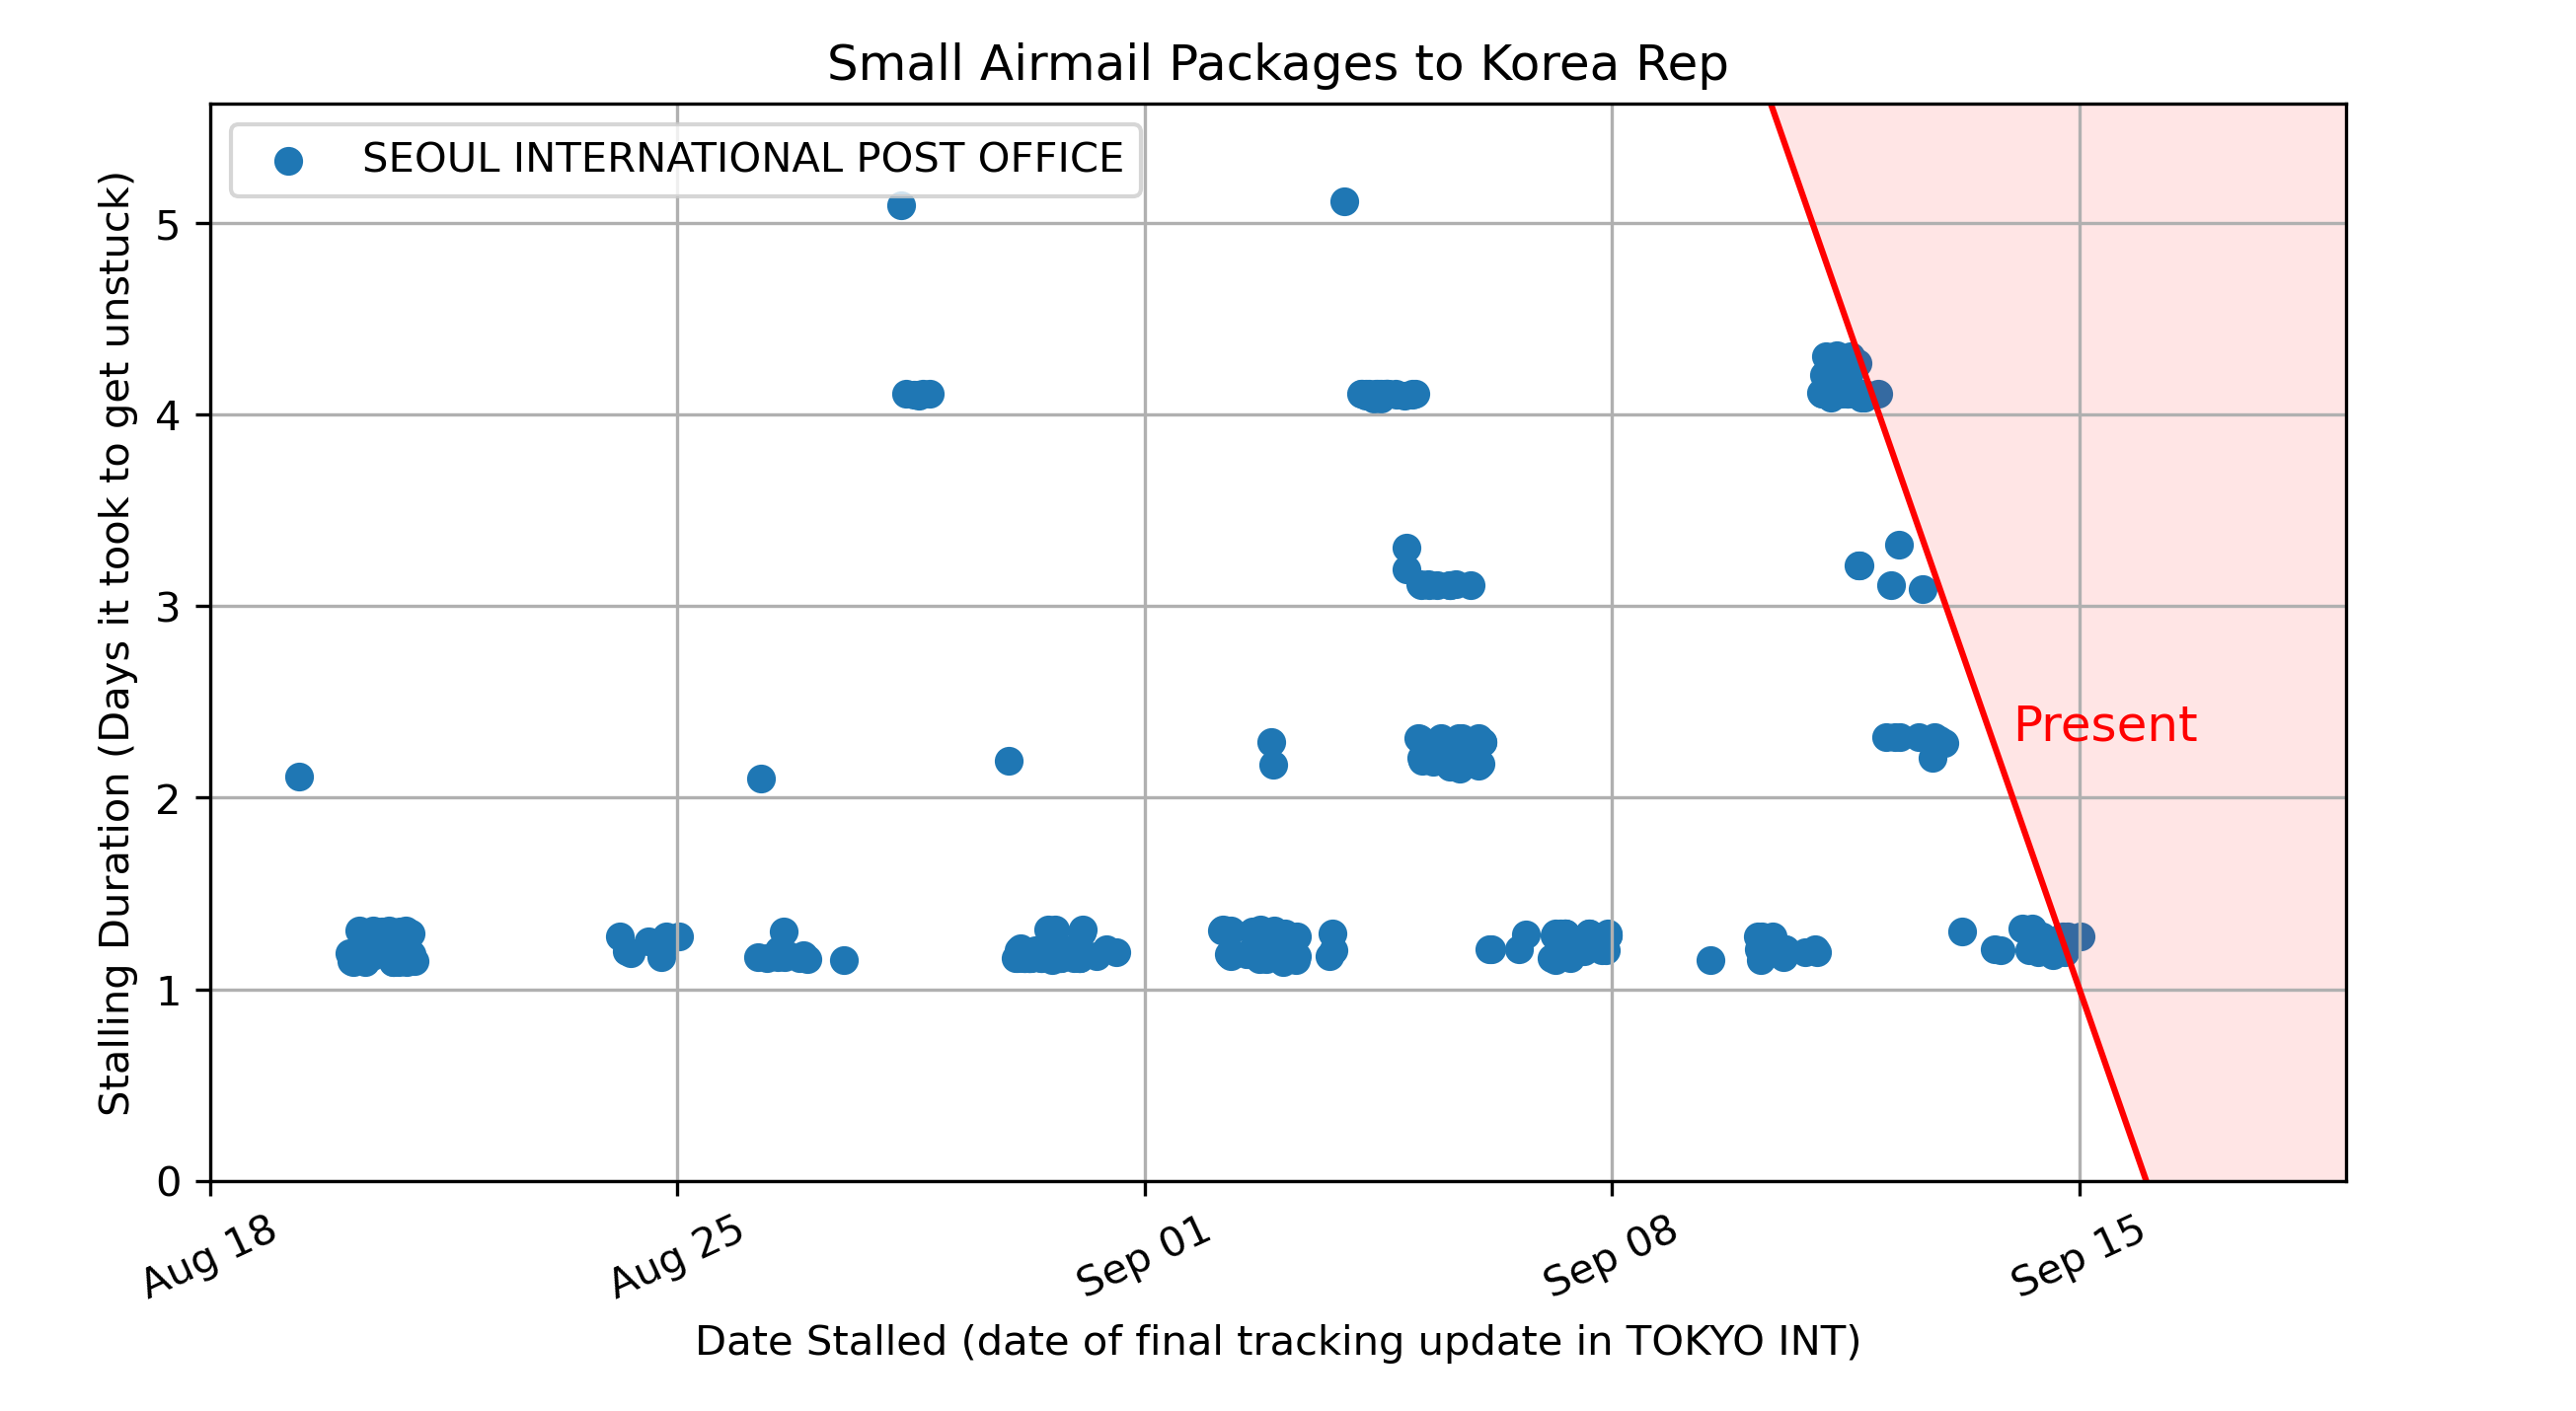 Small Airmail Packages to Korea Rep
SEOUL INTERNATIONAL POST OFFICE
Stalling Duration (Days it took to get unstuck)
5
4
3
2
1
0
Present
Aug 18
Aug 25
Sep 01
Sep 08
Sep 15
Date Stalled (date of final tracking update in TOKYO INT)